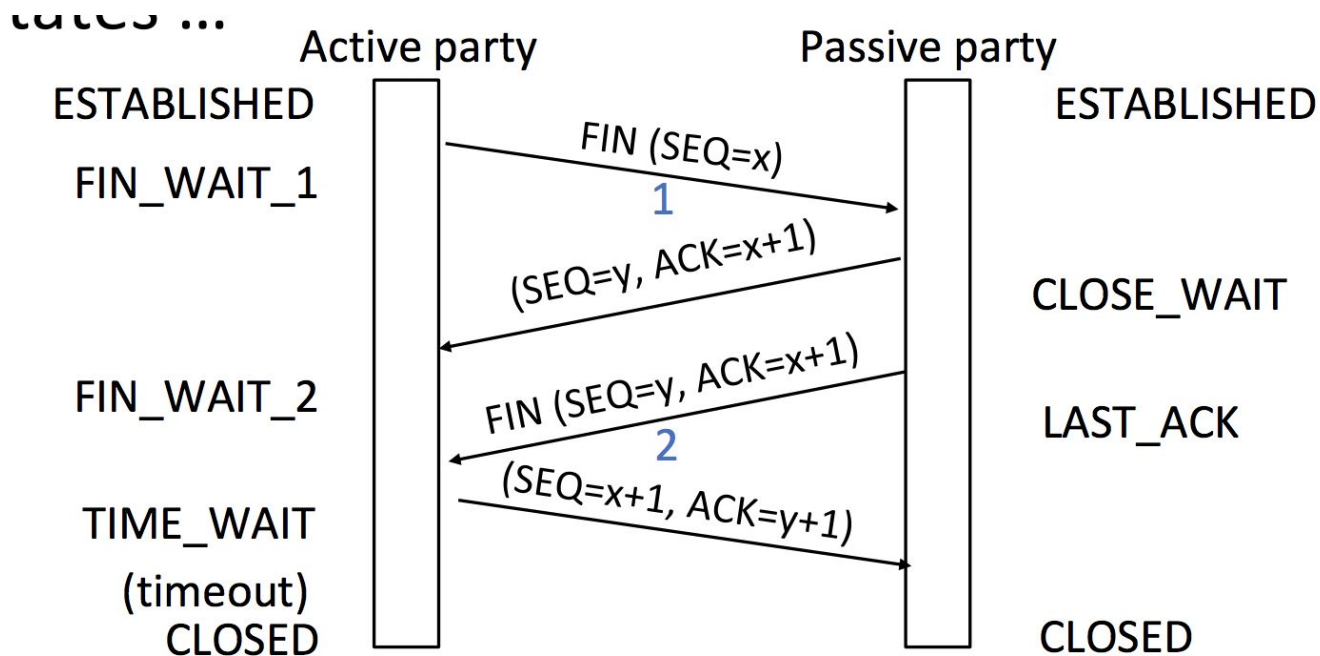 Active party
Passive party
ESTABLISHED
ESTABLISHED
FIN (SEQ=x)
FIN_WAIT_1
1
(SEQ=y, ACK=x+1)
CLOSE_WAIT
FIN (SEQ=y, ACK=x+1)
FIN_WAIT_2
2
LAST_ACK
(SEQ=x+1, ACK=y+1)
TIME_WAIT
(timeout)
CLOSED
CLOSED